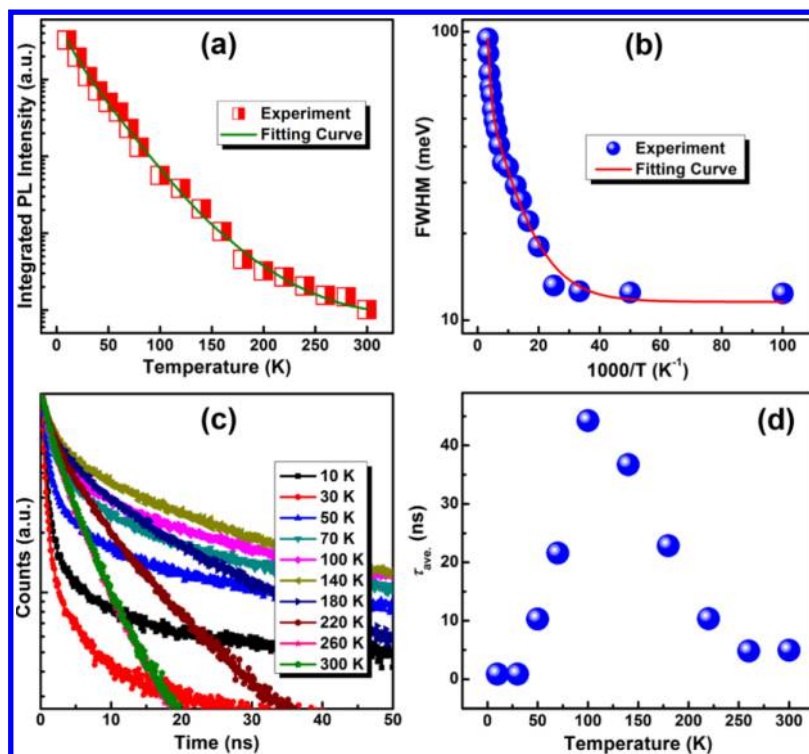 (a)
Experiment
Fitting Curve
Integrated PL Intensity (a.u.)
0 50 100 150 200 250 300
Temperature (K)
(b)
100
Experiment
Fitting Curve
FWHM (meV)
10
0 20 40 60 80 100
1000/T (K⁻¹)
(c)
10 K
30 K
50 K
70 K
100 K
140 K
180 K
220 K
260 K
300 K
Counts (a.u.)
0 10 20 30 40 50
Time (ns)
(d)
40
30
20
10
0
τave. (ns)
0 50 100 150 200 250 300
Temperature (K)